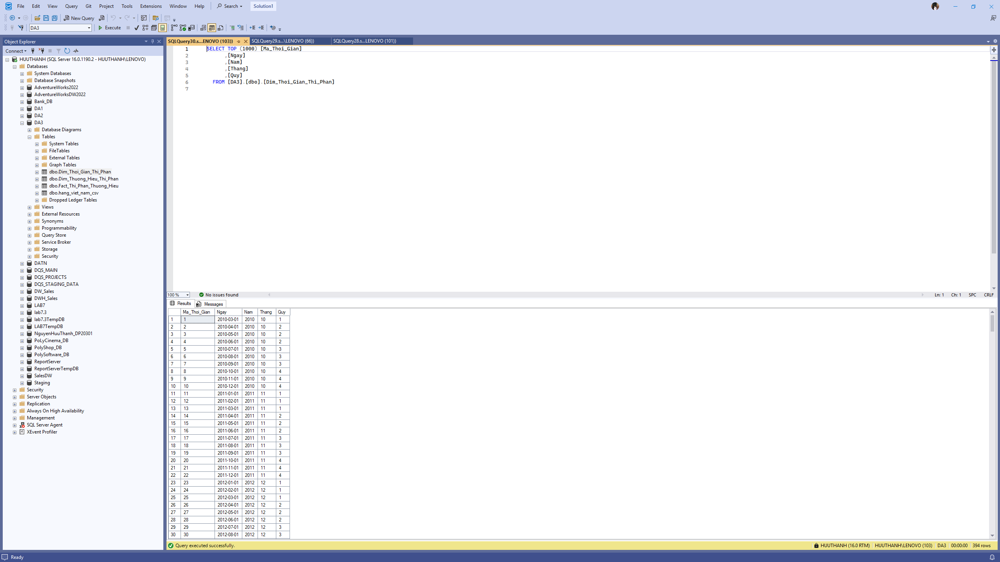 File Edit View Query Git Project Tools Extensions Window Help Search Solution1
New Query
DA3 Execute
Object Explorer
Connect
HUUTHANH (SQL Server 16.0.1190.2 - HUUTHANH\LENOVO)
Databases
System Databases
Database Snapshots
AdventureWorks2022
AdventureWorksDW2022
Bank_DB
DA1
DA2
DA3
Database Diagrams
Tables
System Tables
FileTables
External Tables
Graph Tables
dbo.Dim_Thoi_Gian_Thi_Phan
dbo.Dim_Thuong_Hieu_Thi_Phan
dbo.Fact_Thi_Phan_Thuong_Hieu
dbo.hang_viet_nam_csv
Dropped Ledger Tables
Views
External Resources
Synonyms
Programmability
Query Store
Service Broker
Storage
Security
DATN
DQS_MAIN
DQS_PROJECTS
DQS_STAGING_DATA
DW_Sales
DWH_Sales
LAB7
lab7.3
lab7.3TempDB
LAB7TempDB
NguyenHuuThanh_DP20301
PoLyCinema_DB
PolyShop_DB
PolySoftware_DB
ReportServer
ReportServerTempDB
SalesDW
Staging
Security
Server Objects
Replication
Always On High Availability
Management
SQL Server Agent
XEvent Profiler
SQLQuery30.s...ENOVO (103)) SQLQuery29.s...\LENOVO (66)) SQLQuery28.s...LENOVO (101))
1 SELECT TOP (1000) [Ma_Thoi_Gian]
2 ,[Ngay]
3 ,[Nam]
4 ,[Thang]
5 ,[Quy]
6 FROM [DA3].[dbo].[Dim_Thoi_Gian_Thi_Phan]
7
100 % No issues found Ln: 1 Ch: 1 SPC CRLF
Results Messages
Ma_Thoi_Gian Ngay Nam Thang Quy
1 1 2010-03-01 2010 10 1
2 2 2010-04-01 2010 10 2
3 3 2010-05-01 2010 10 2
4 4 2010-06-01 2010 10 2
5 5 2010-07-01 2010 10 3
6 6 2010-08-01 2010 10 3
7 7 2010-09-01 2010 10 3
8 8 2010-10-01 2010 10 4
9 9 2010-11-01 2010 10 4
10 10 2010-12-01 2010 10 4
11 11 2011-01-01 2011 11 1
12 12 2011-02-01 2011 11 1
13 13 2011-03-01 2011 11 1
14 14 2011-04-01 2011 11 2
15 15 2011-05-01 2011 11 2
16 16 2011-06-01 2011 11 2
17 17 2011-07-01 2011 11 3
18 18 2011-08-01 2011 11 3
19 19 2011-09-01 2011 11 3
20 20 2011-10-01 2011 11 4
21 21 2011-11-01 2011 11 4
22 22 2011-12-01 2011 11 4
23 23 2012-01-01 2012 12 1
24 24 2012-02-01 2012 12 1
25 25 2012-03-01 2012 12 1
26 26 2012-04-01 2012 12 2
27 27 2012-05-01 2012 12 2
28 28 2012-06-01 2012 12 2
29 29 2012-07-01 2012 12 3
30 30 2012-08-01 2012 12 3
Query executed successfully. HUUTHANH (16.0 RTM) HUUTHANH\LENOVO (103) DA3 00:00:00 394 rows
Ready